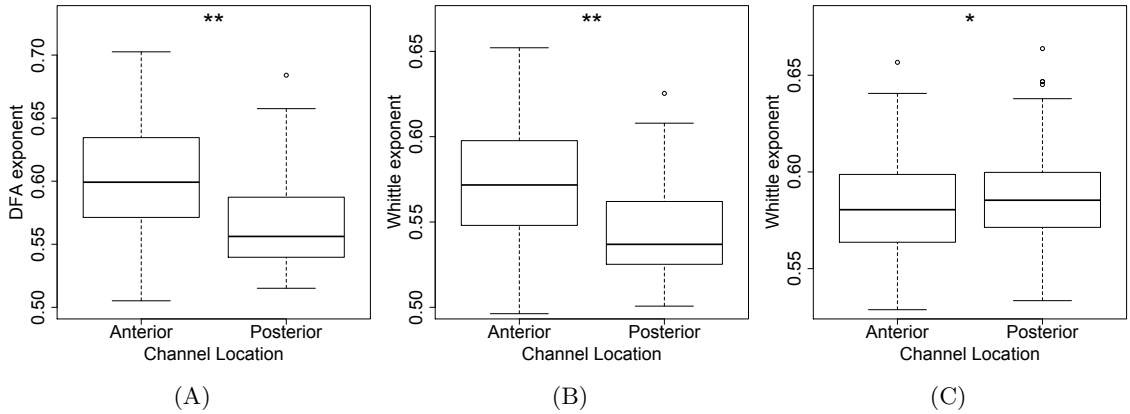 **
DFA exponent
0.70
0.65
0.60
0.55
0.50
Anterior
Posterior
Channel Location
(A)
**
Whittle exponent
0.65
0.60
0.55
0.50
Anterior
Posterior
Channel Location
(B)
*
Whittle exponent
0.65
0.60
0.55
Anterior
Posterior
Channel Location
(C)